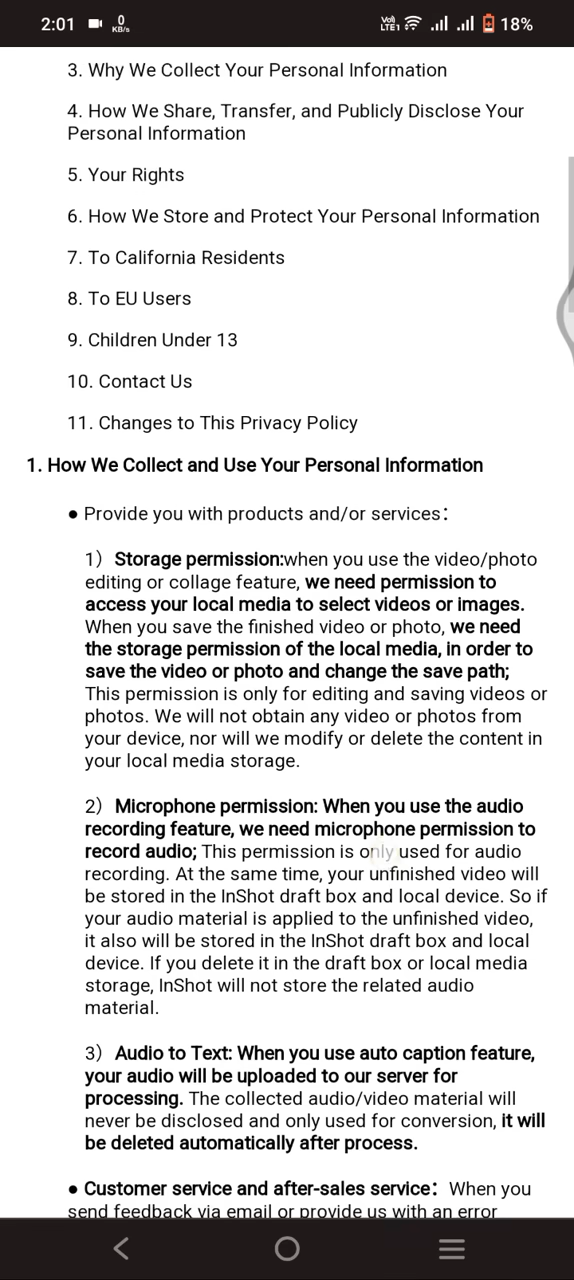 2:01 0 KB/s Vo) LTE1 18%
3. Why We Collect Your Personal Information
4. How We Share, Transfer, and Publicly Disclose Your
Personal Information
5. Your Rights
6. How We Store and Protect Your Personal Information
7. To California Residents
8. To EU Users
9. Children Under 13
10. Contact Us
11. Changes to This Privacy Policy
1. How We Collect and Use Your Personal Information
● Provide you with products and/or services：
1）Storage permission:when you use the video/photo
editing or collage feature, we need permission to
access your local media to select videos or images.
When you save the finished video or photo, we need
the storage permission of the local media, in order to
save the video or photo and change the save path;
This permission is only for editing and saving videos or
photos. We will not obtain any video or photos from
your device, nor will we modify or delete the content in
your local media storage.
2）Microphone permission: When you use the audio
recording feature, we need microphone permission to
record audio; This permission is only used for audio
recording. At the same time, your unfinished video will
be stored in the InShot draft box and local device. So if
your audio material is applied to the unfinished video,
it also will be stored in the InShot draft box and local
device. If you delete it in the draft box or local media
storage, InShot will not store the related audio
material.
3）Audio to Text: When you use auto caption feature,
your audio will be uploaded to our server for
processing. The collected audio/video material will
never be disclosed and only used for conversion, it will
be deleted automatically after process.
● Customer service and after-sales service：When you
send feedback via email or provide us with an error